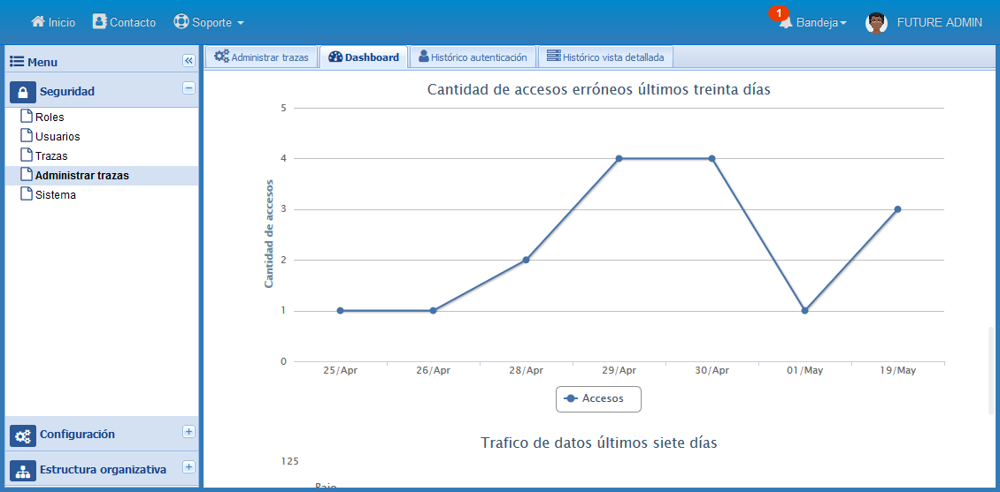 Inicio Contacto Soporte 1 Bandeja FUTURE ADMIN
Menu
Seguridad
Roles
Usuarios
Trazas
Administrar trazas
Sistema
Configuración
Estructura organizativa
Administrar trazas Dashboard Histórico autenticación Histórico vista detallada
Cantidad de accesos erróneos últimos treinta días
Cantidad de accesos
5
4
3
2
1
0
25/Apr 26/Apr 28/Apr 29/Apr 30/Apr 01/May 19/May
Accesos
Trafico de datos últimos siete días
125
Bajo